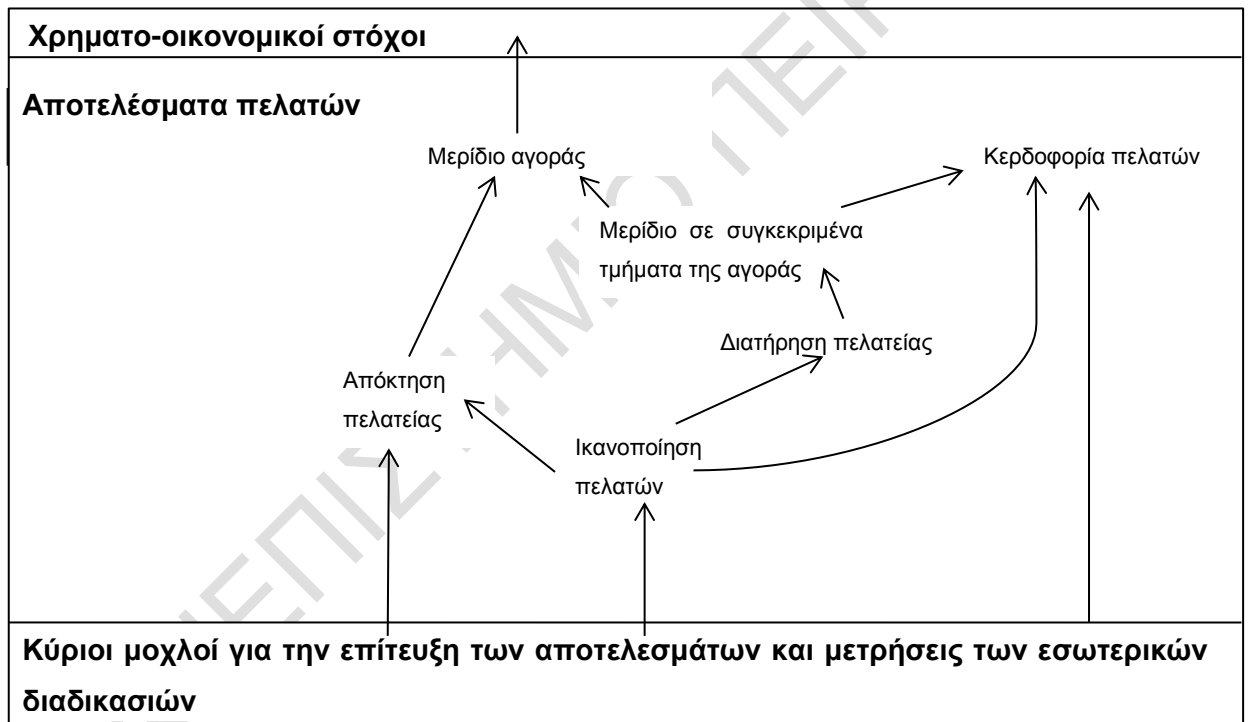 Χρηματο-οικονομικοί στόχοι
Αποτελέσματα πελατών
Μερίδιο αγοράς
Κερδοφορία πελατών
Μερίδιο σε συγκεκριμένα
τμήματα της αγοράς
Διατήρηση πελατείας
Απόκτηση
πελατείας
Ικανοποίηση
πελατών
Κύριοι μοχλοί για την επίτευξη των αποτελεσμάτων και μετρήσεις των εσωτερικών
διαδικασιών